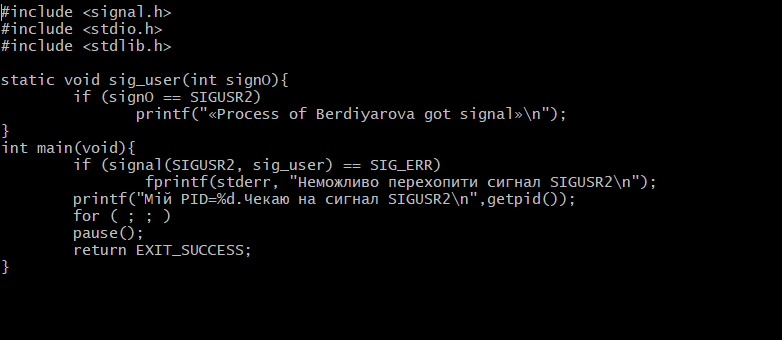 #include <signal.h>
#include <stdio.h>
#include <stdlib.h>
static void sig_user(int signO){
if (signO == SIGUSR2)
printf("«Process of Berdiyarova got signal»\n");
}
int main(void){
if (signal(SIGUSR2, sig_user) == SIG_ERR)
fprintf(stderr, "Неможливо перехопити сигнал SIGUSR2\n");
printf("Мій PID=%d.Чекаю на сигнал SIGUSR2\n",getpid());
for ( ; ; )
pause();
return EXIT_SUCCESS;
}